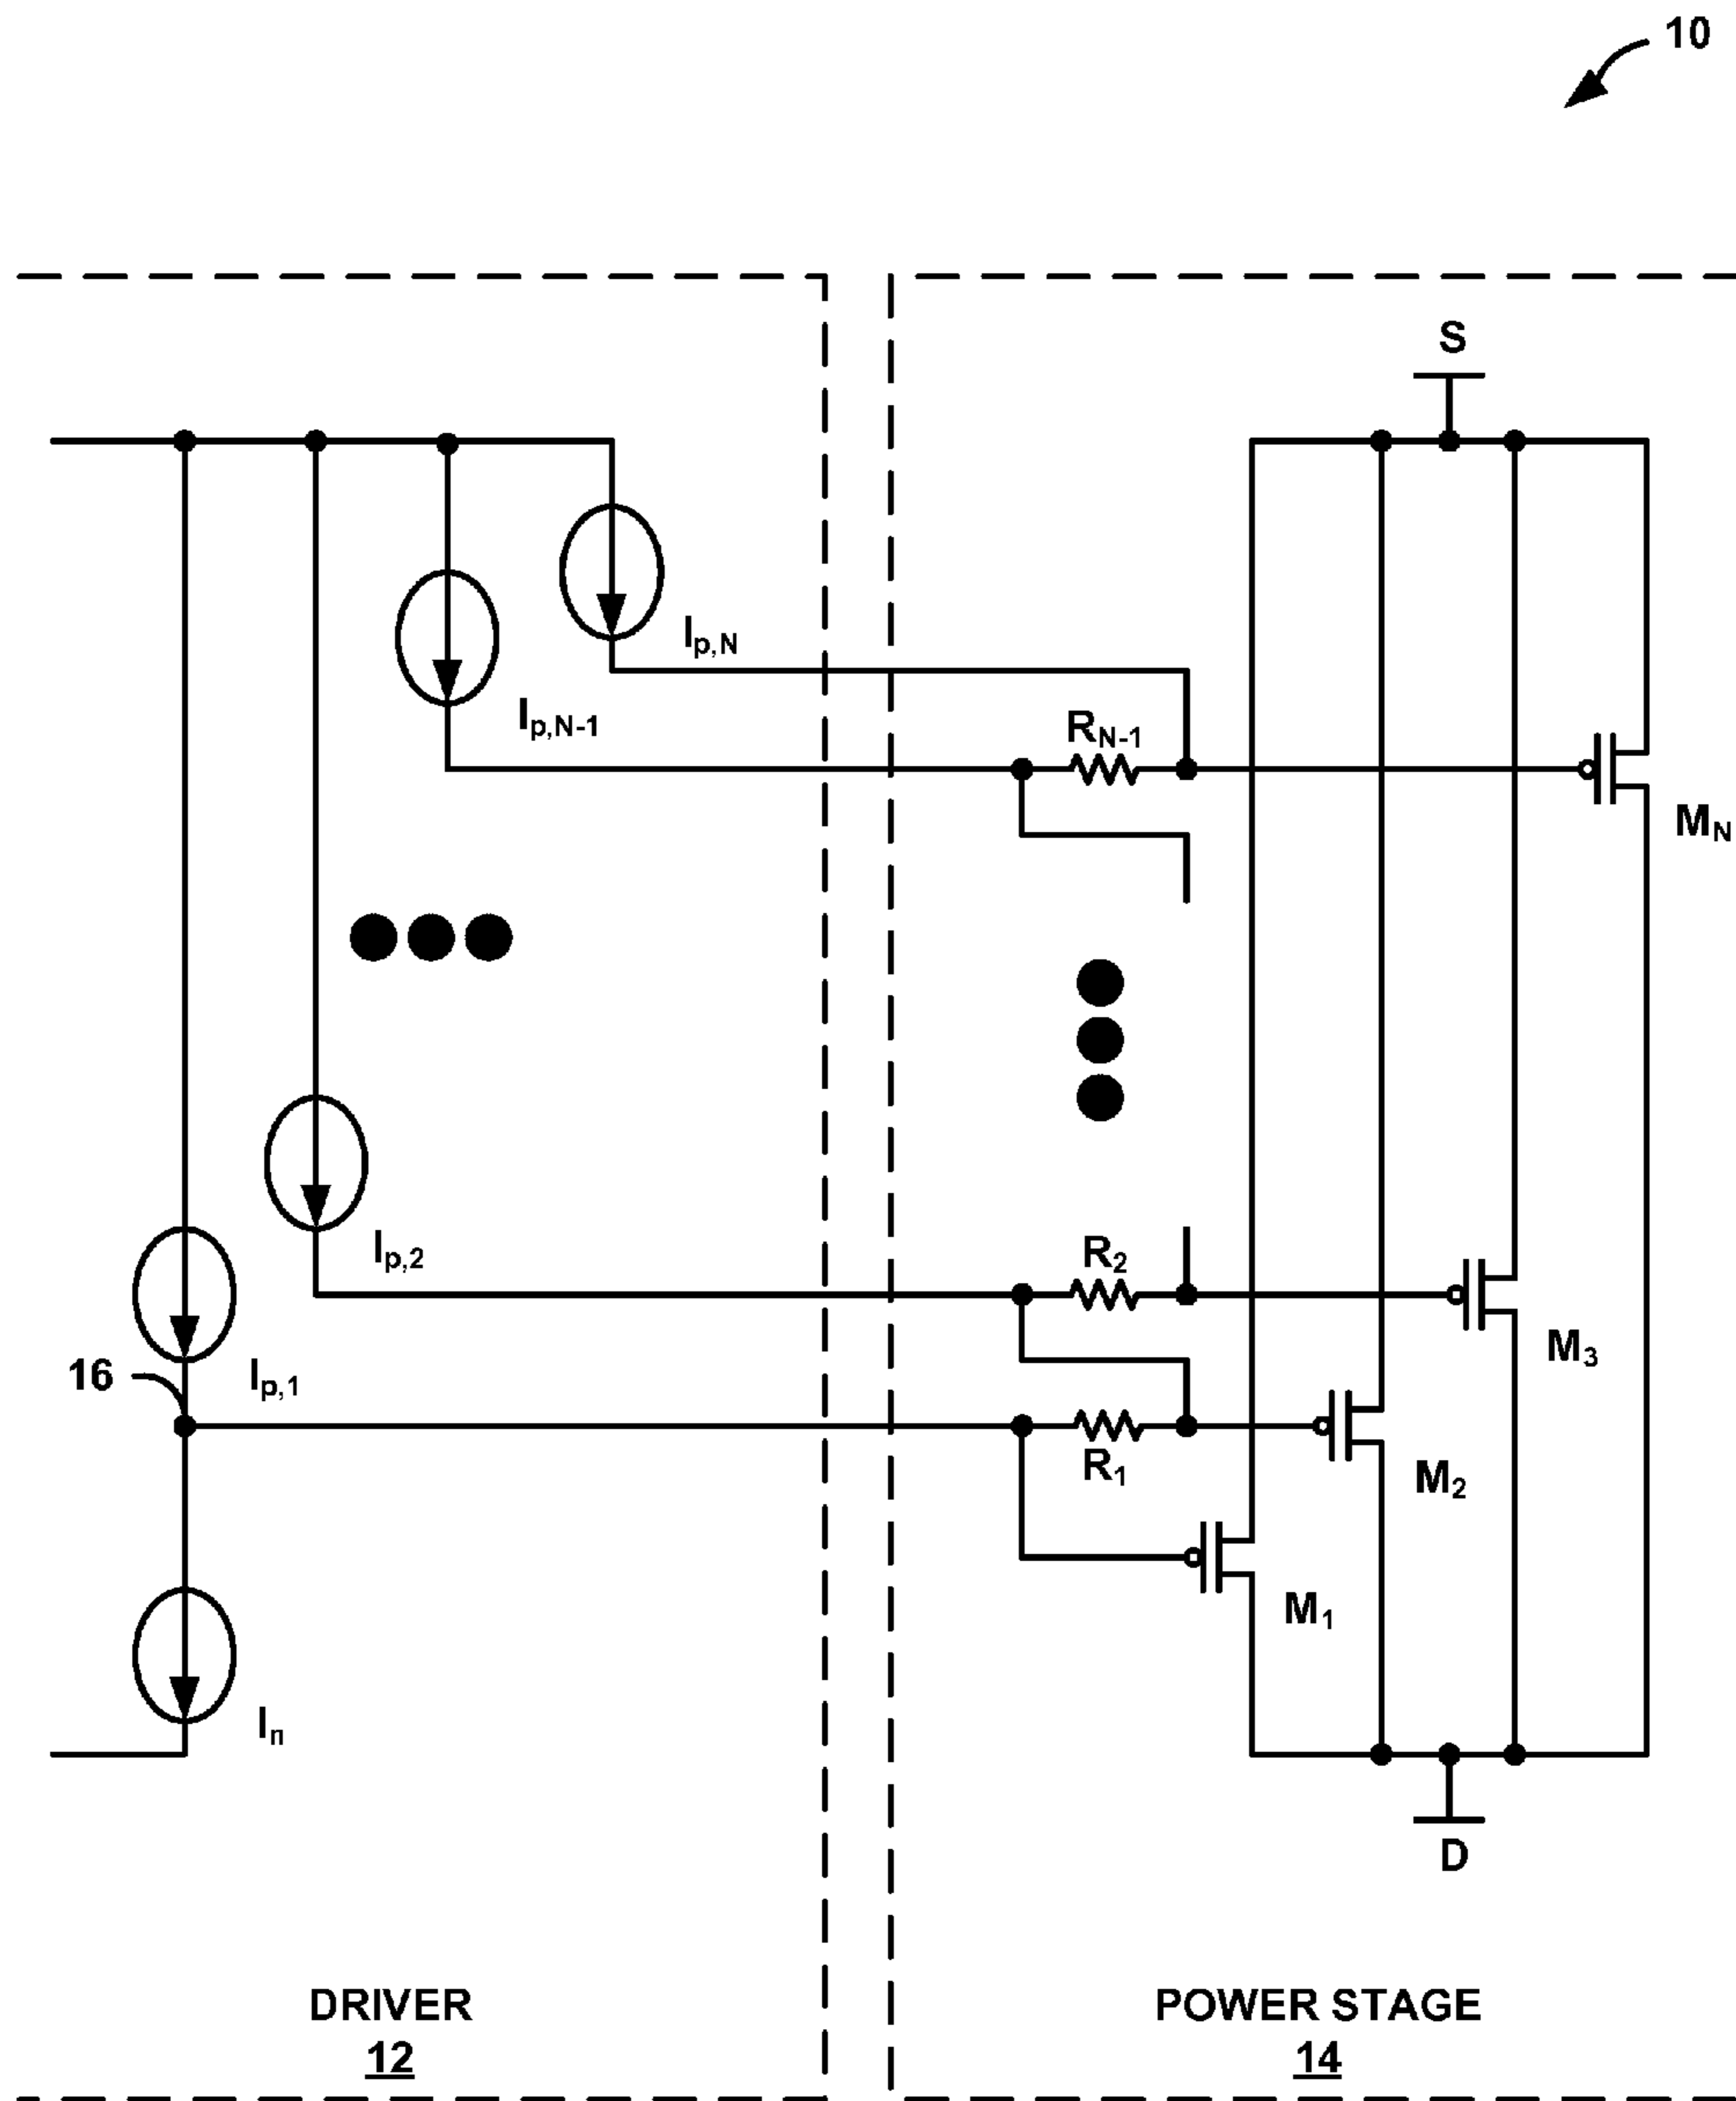 10
S
I_{p,N}
I_{p,N-1}
R_{N-1}
M_N
I_{p,2}
R_2
M_3
16
I_{p,1}
R_1
M_2
M_1
I_n
D
DRIVER
12
POWER STAGE
14